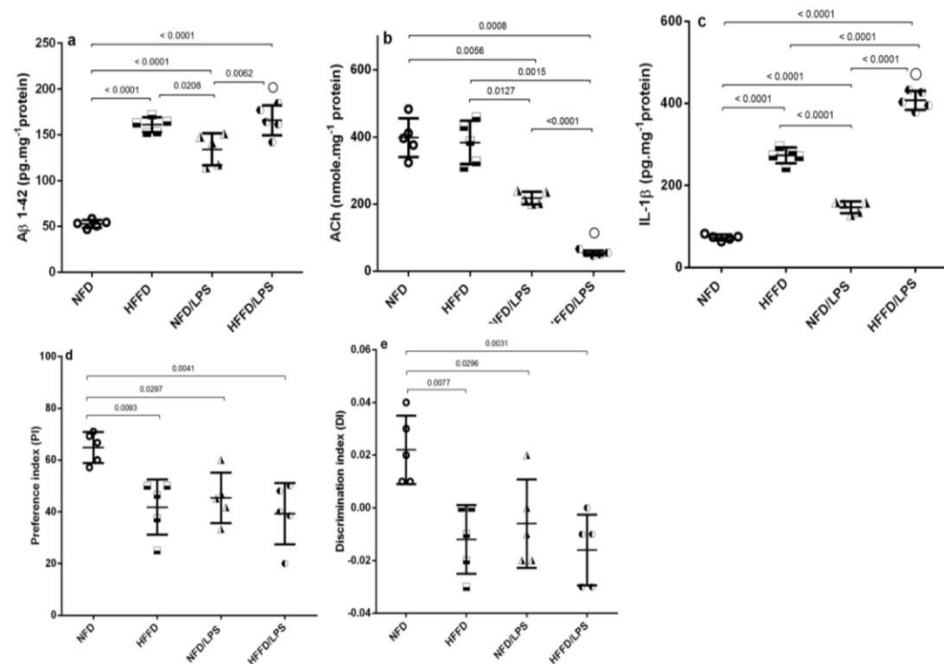 a
Aβ 1-42 (pg.mg⁻¹protein)
250
200
150
100
50
0
< 0.0001
< 0.0001
0.0062
< 0.0001
0.0208
NFD
HFFD
NFD/LPS
HFFD/LPS
b
ACh (nmole.mg⁻¹protein)
600
400
200
0
0.0008
0.0056
0.0015
0.0127
<0.0001
NFD
HFFD
NFD/LPS
HFFD/LPS
c
IL-1β (pg.mg⁻¹protein)
600
400
200
0
< 0.0001
< 0.0001
< 0.0001
< 0.0001
< 0.0001
< 0.0001
NFD
HFFD
NFD/LPS
HFFD/LPS
d
Preference index (PI)
100
80
60
40
20
0
0.0041
0.0297
0.0093
NFD
HFFD
NFD/LPS
HFFD/LPS
e
Discrimination index (DI)
0.06
0.04
0.02
0.00
-0.02
-0.04
0.0031
0.0296
0.0077
NFD
HFFD
NFD/LPS
HFFD/LPS